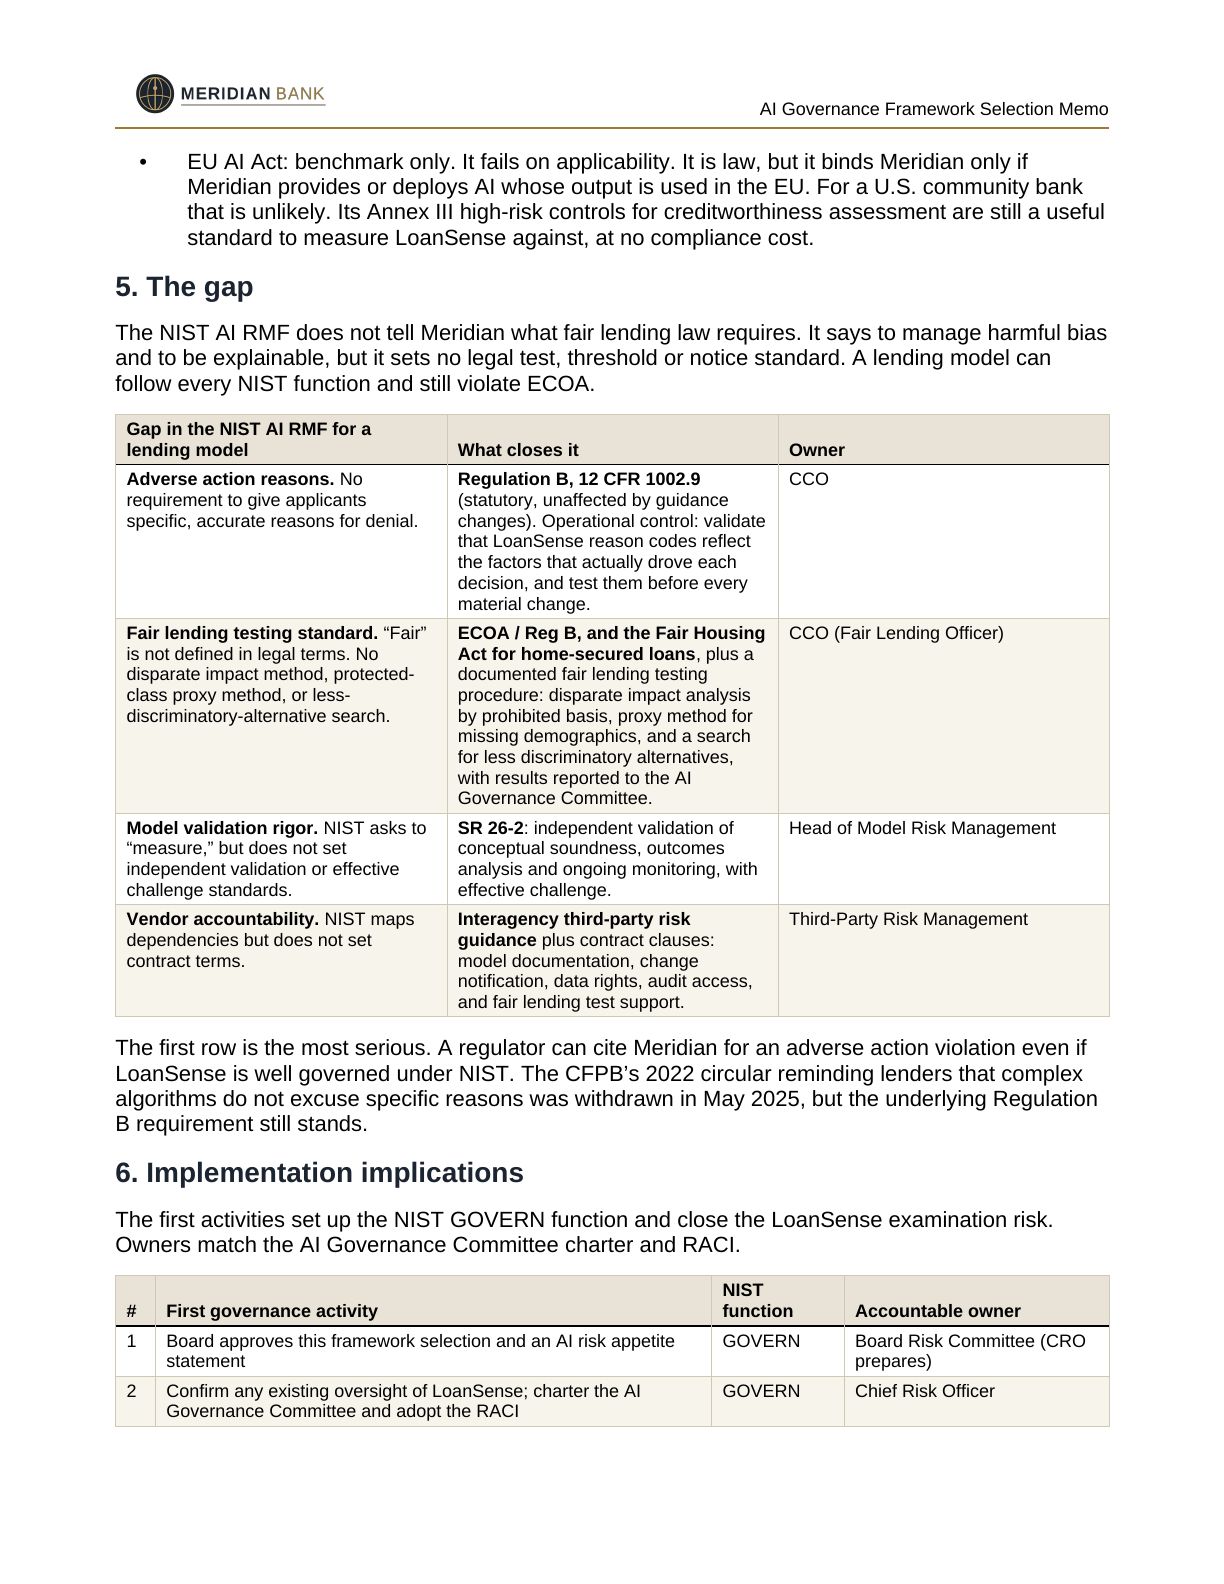 MERIDIAN BANK
AI Governance Framework Selection Memo
• EU AI Act: benchmark only. It fails on applicability. It is law, but it binds Meridian only if
Meridian provides or deploys AI whose output is used in the EU. For a U.S. community bank
that is unlikely. Its Annex III high-risk controls for creditworthiness assessment are still a useful
standard to measure LoanSense against, at no compliance cost.
5. The gap
The NIST AI RMF does not tell Meridian what fair lending law requires. It says to manage harmful bias
and to be explainable, but it sets no legal test, threshold or notice standard. A lending model can
follow every NIST function and still violate ECOA.
Gap in the NIST AI RMF for a
lending model
What closes it
Owner
Adverse action reasons. No
requirement to give applicants
specific, accurate reasons for denial.
Regulation B, 12 CFR 1002.9
(statutory, unaffected by guidance
changes). Operational control: validate
that LoanSense reason codes reflect
the factors that actually drove each
decision, and test them before every
material change.
CCO
Fair lending testing standard. “Fair”
is not defined in legal terms. No
disparate impact method, protected-
class proxy method, or less-
discriminatory-alternative search.
ECOA / Reg B, and the Fair Housing
Act for home-secured loans, plus a
documented fair lending testing
procedure: disparate impact analysis
by prohibited basis, proxy method for
missing demographics, and a search
for less discriminatory alternatives,
with results reported to the AI
Governance Committee.
CCO (Fair Lending Officer)
Model validation rigor. NIST asks to
“measure,” but does not set
independent validation or effective
challenge standards.
SR 26-2: independent validation of
conceptual soundness, outcomes
analysis and ongoing monitoring, with
effective challenge.
Head of Model Risk Management
Vendor accountability. NIST maps
dependencies but does not set
contract terms.
Interagency third-party risk
guidance plus contract clauses:
model documentation, change
notification, data rights, audit access,
and fair lending test support.
Third-Party Risk Management
The first row is the most serious. A regulator can cite Meridian for an adverse action violation even if
LoanSense is well governed under NIST. The CFPB’s 2022 circular reminding lenders that complex
algorithms do not excuse specific reasons was withdrawn in May 2025, but the underlying Regulation
B requirement still stands.
6. Implementation implications
The first activities set up the NIST GOVERN function and close the LoanSense examination risk.
Owners match the AI Governance Committee charter and RACI.
#
First governance activity
NIST
function
Accountable owner
1
Board approves this framework selection and an AI risk appetite
statement
GOVERN
Board Risk Committee (CRO
prepares)
2
Confirm any existing oversight of LoanSense; charter the AI
Governance Committee and adopt the RACI
GOVERN
Chief Risk Officer